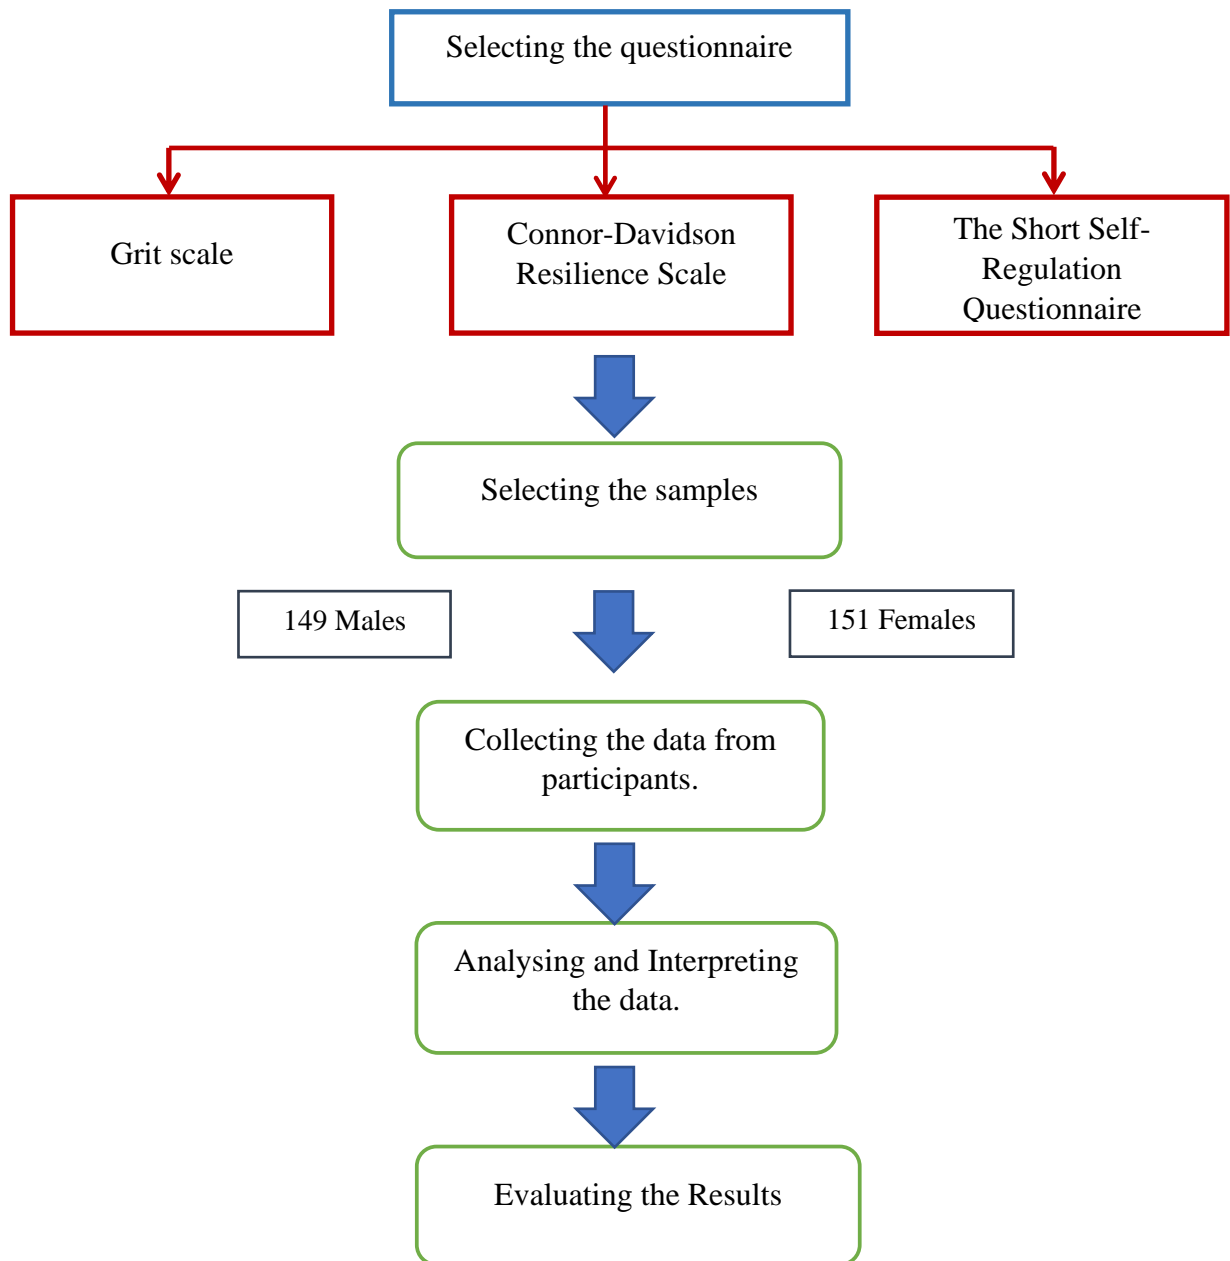 Selecting the questionnaire
Grit scale
Connor-Davidson
Resilience Scale
The Short Self-
Regulation
Questionnaire
Selecting the samples
149 Males
151 Females
Collecting the data from
participants.
Analysing and Interpreting
the data.
Evaluating the Results